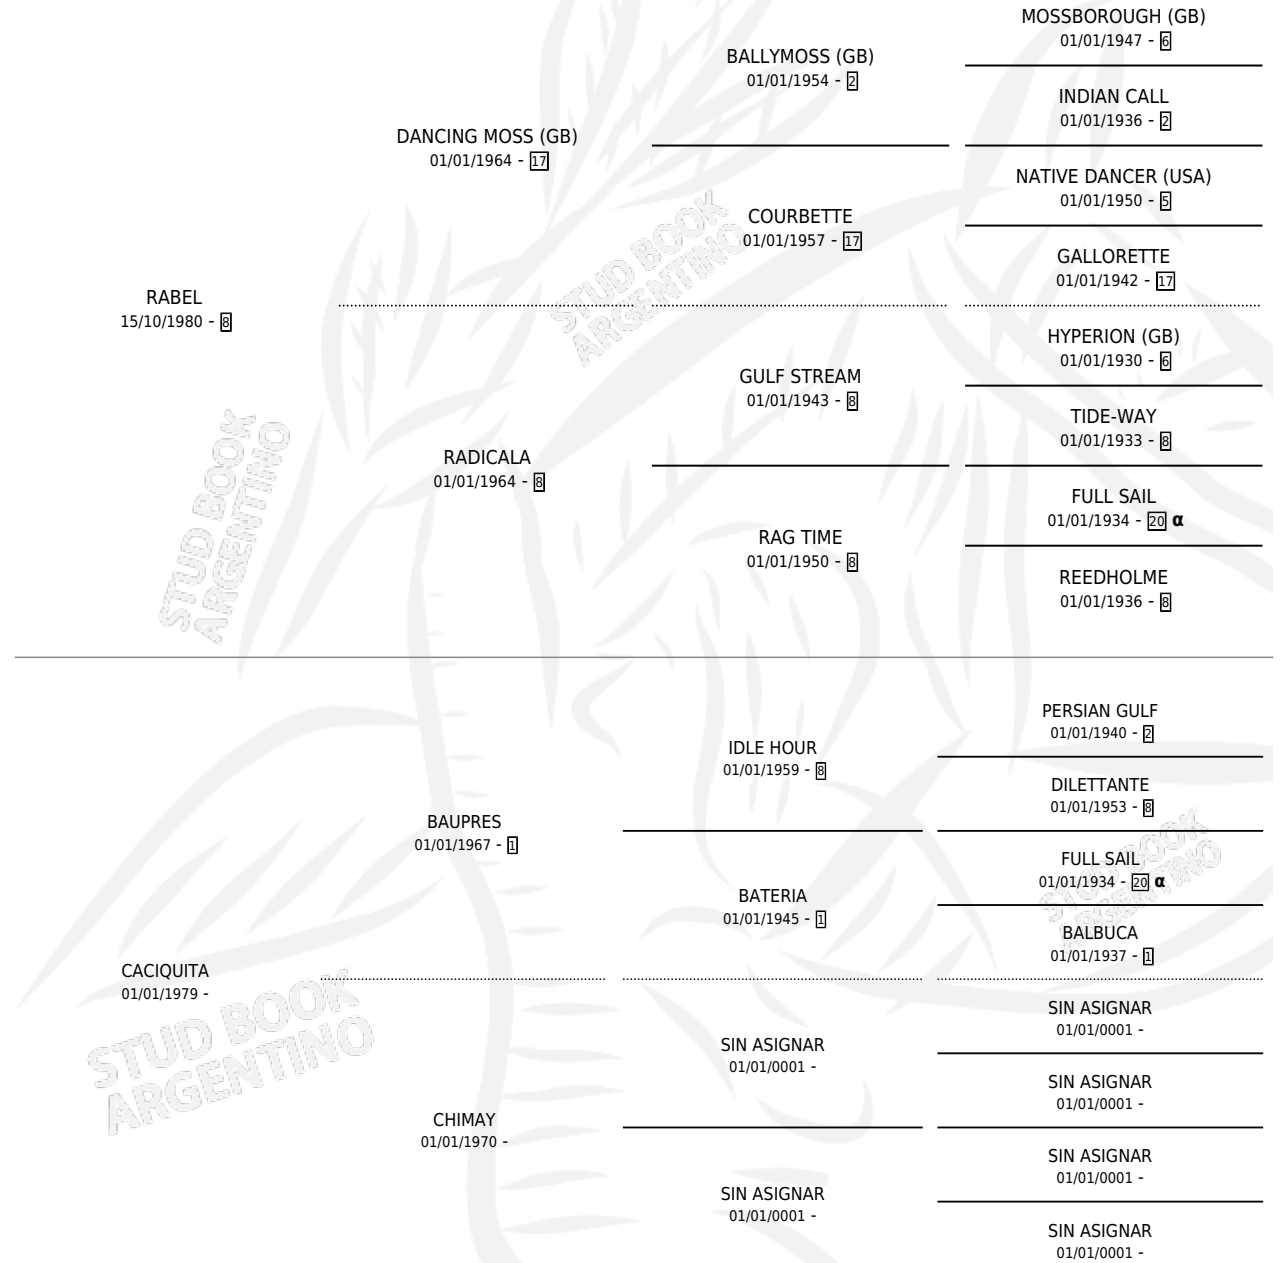 MOSSBOROUGH (GB)
01/01/1947 - 6
BALLYMOSS (GB)
01/01/1954 - 2
INDIAN CALL
01/01/1936 - 2
DANCING MOSS (GB)
01/01/1964 - 17
NATIVE DANCER (USA)
01/01/1950 - 5
COURBETTE
01/01/1957 - 17
GALLORETTE
01/01/1942 - 17
STUD BOOK
ARGENTINO
RABEL
15/10/1980 - 8
HYPERION (GB)
01/01/1930 - 6
GULF STREAM
01/01/1943 - 8
TIDE-WAY
01/01/1933 - 8
RADICALA
01/01/1964 - 8
FULL SAIL
01/01/1934 - 20 α
RAG TIME
01/01/1950 - 8
REEDHOLME
01/01/1936 - 8
STUD BOOK
ARGENTINO
PERSIAN GULF
01/01/1940 - 2
IDLE HOUR
01/01/1959 - 8
DILETTANTE
01/01/1953 - 8
BAUPRES
01/01/1967 - 1
FULL SAIL
01/01/1934 - 20 α
BATERIA
01/01/1945 - 1
BALBUCA
01/01/1937 - 1
STUD BOOK
ARGENTINO
CACIQUITA
01/01/1979 -
SIN ASIGNAR
01/01/0001 -
SIN ASIGNAR
01/01/0001 -
SIN ASIGNAR
01/01/0001 -
STUD BOOK
ARGENTINO
CHIMAY
01/01/1970 -
SIN ASIGNAR
01/01/0001 -
SIN ASIGNAR
01/01/0001 -
SIN ASIGNAR
01/01/0001 -